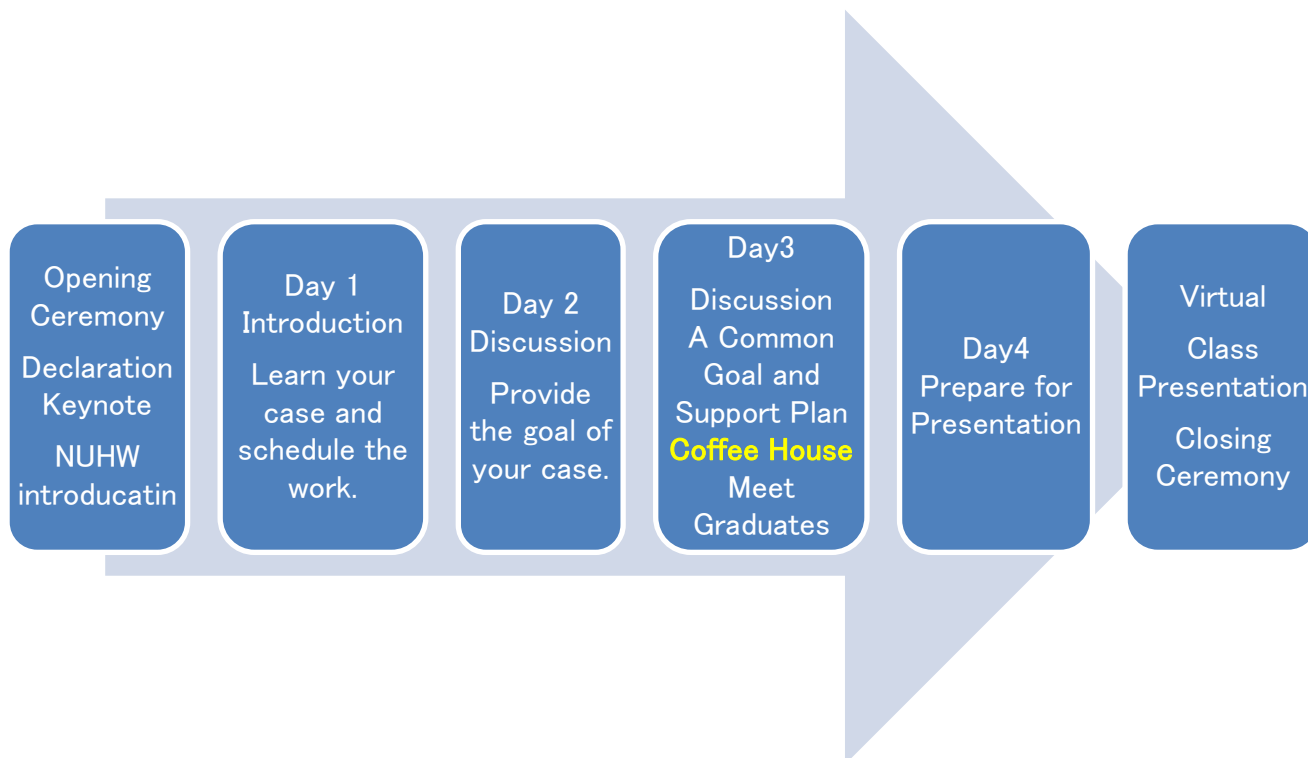 Opening
Ceremony
Declaration
Keynote
NUHW
introducatin
Day 1
Introduction
Learn your
case and
schedule the
work.
Day 2
Discussion
Provide
the goal of
your case.
Day3
Discussion
A Common
Goal and
Support Plan
Coffee House
Meet
Graduates
Day4
Prepare for
Presentation
Virtual
Class
Presentation
Closing
Ceremony